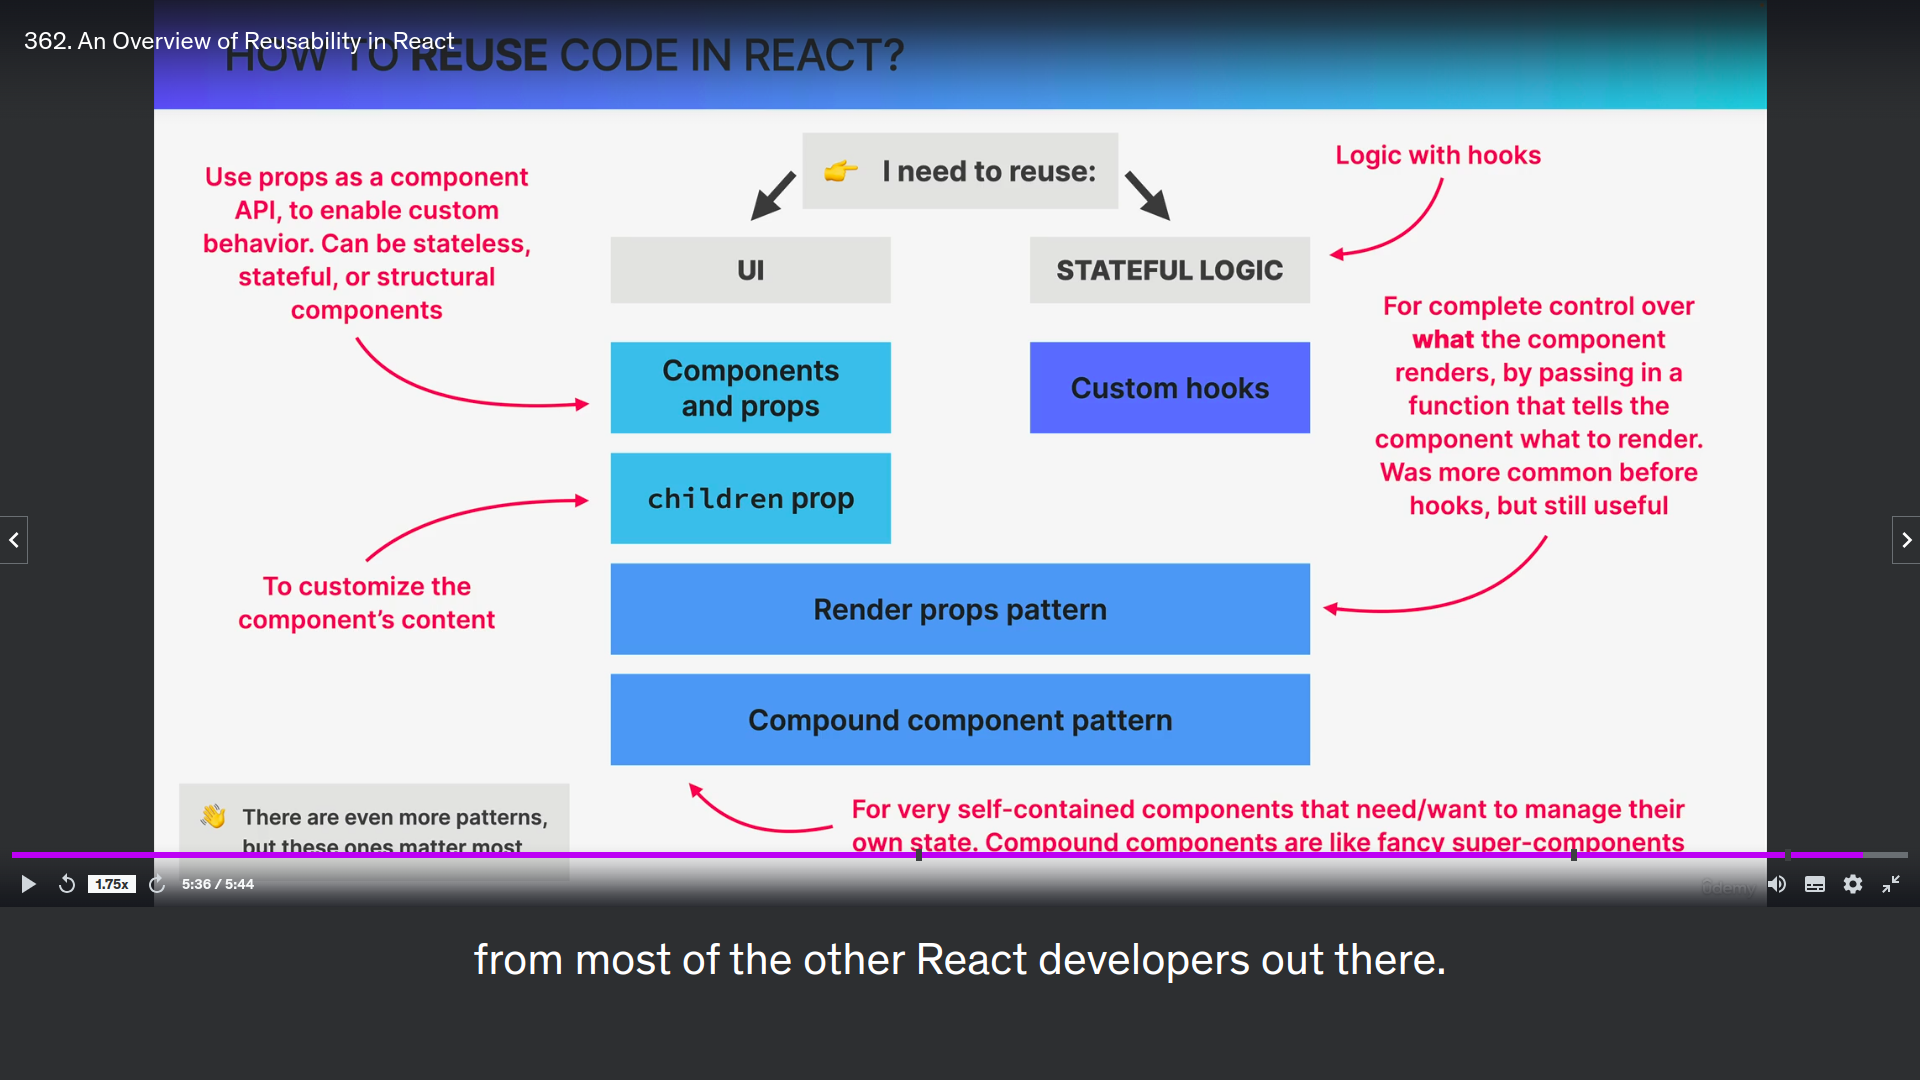 362. An Overview of Reusability in React
HOW TO REUSE CODE IN REACT?
I need to reuse:
Logic with hooks
Use props as a component
API, to enable custom
behavior. Can be stateless,
stateful, or structural
components
UI
STATEFUL LOGIC
For complete control over
what the component
renders, by passing in a
function that tells the
component what to render.
Was more common before
hooks, but still useful
Components
and props
Custom hooks
children prop
To customize the
component’s content
Render props pattern
Compound component pattern
There are even more patterns,
but these ones matter most
For very self-contained components that need/want to manage their
own state. Compound components are like fancy super-components
1.75x
5:36 / 5:44
Udemy
from most of the other React developers out there.